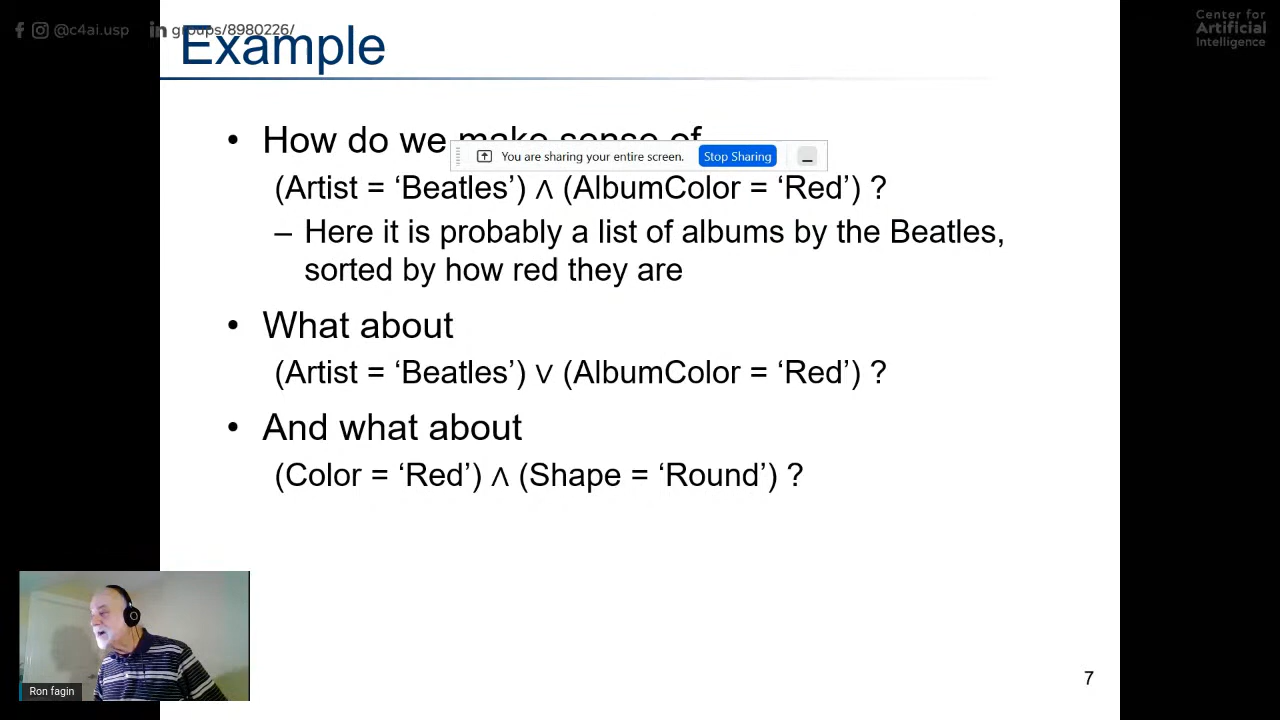 @c4ai.usp groups/8980226/
Center for
Artificial
Intelligence
Example
• How do we make sense of
You are sharing your entire screen. Stop Sharing
(Artist = ‘Beatles’) ∧ (AlbumColor = ‘Red’) ?
– Here it is probably a list of albums by the Beatles,
sorted by how red they are
• What about
(Artist = ‘Beatles’) ∨ (AlbumColor = ‘Red’) ?
• And what about
(Color = ‘Red’) ∧ (Shape = ‘Round’) ?
Ron fagin
7